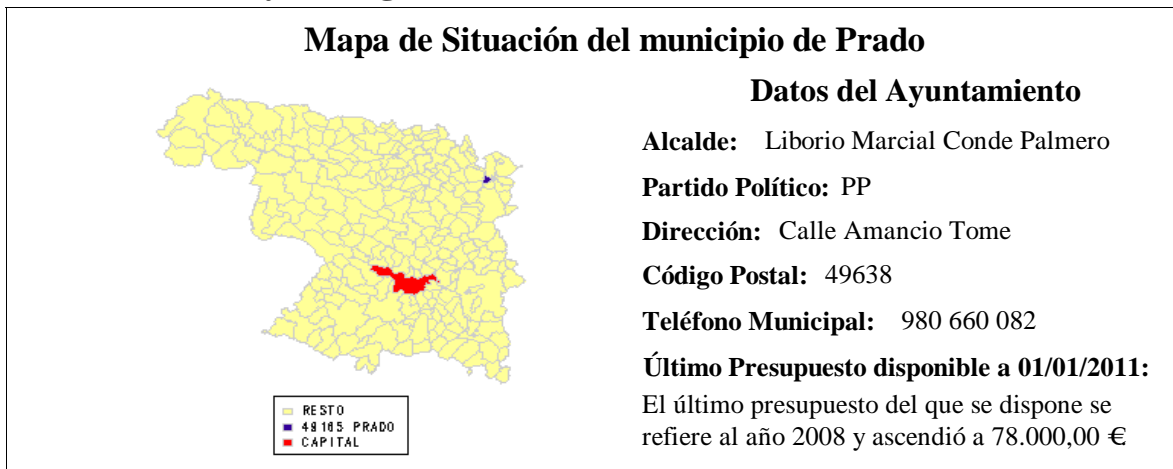 Mapa de Situación del municipio de Prado
Datos del Ayuntamiento
Alcalde: Liborio Marcial Conde Palmero
Partido Político: PP
Dirección: Calle Amancio Tome
Código Postal: 49638
Teléfono Municipal: 980 660 082
Último Presupuesto disponible a 01/01/2011:
El último presupuesto del que se dispone se
refiere al año 2008 y ascendió a 78.000,00 €
RESTO
49165 PRADO
CAPITAL